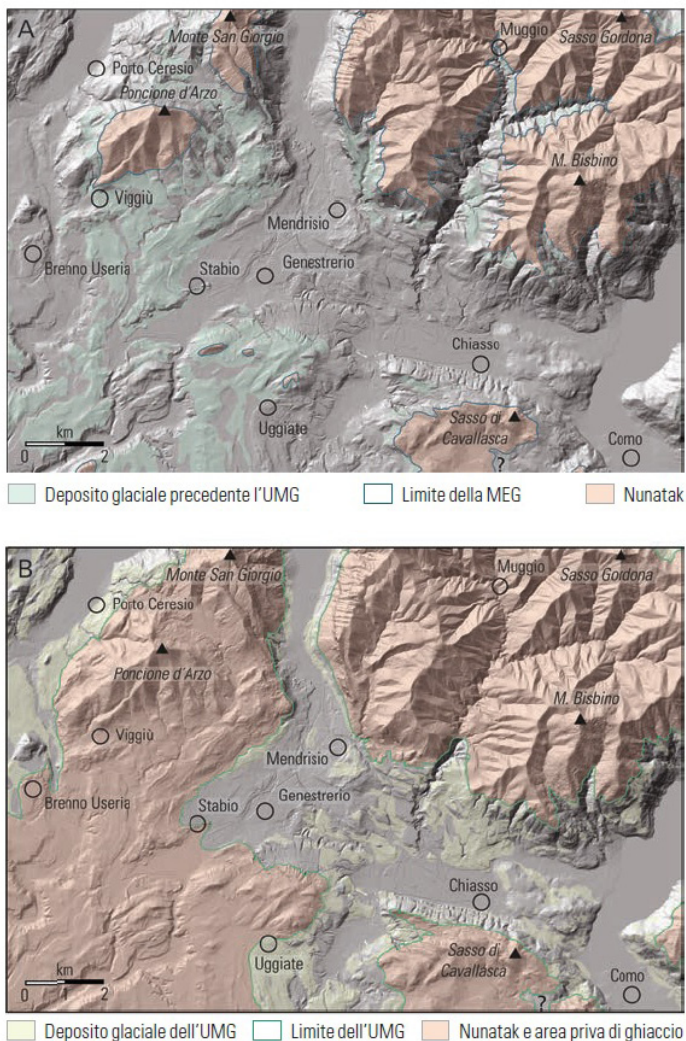 A
Monte San Giorgio
Muggio
Sasso Gordona
Porto Ceresio
Poncione d'Arzo
M. Bisbino
Viggiù
Mendrisio
Brenno Useria
Stabio
Genestrerio
Chiasso
Uggiate
Sasso di
Cavallasca
Como
km
0 2
?
Deposito glaciale precedente l'UMG Limite della MEG Nunatak
B
Monte San Giorgio
Muggio
Sasso Gordona
Porto Ceresio
Poncione d'Arzo
M. Bisbino
Viggiù
Mendrisio
Brenno Useria
Stabio
Genestrerio
Chiasso
Uggiate
Sasso di
Cavallasca
Como
km
0 2
?
Deposito glaciale dell'UMG Limite dell'UMG Nunatak e area priva di ghiaccio